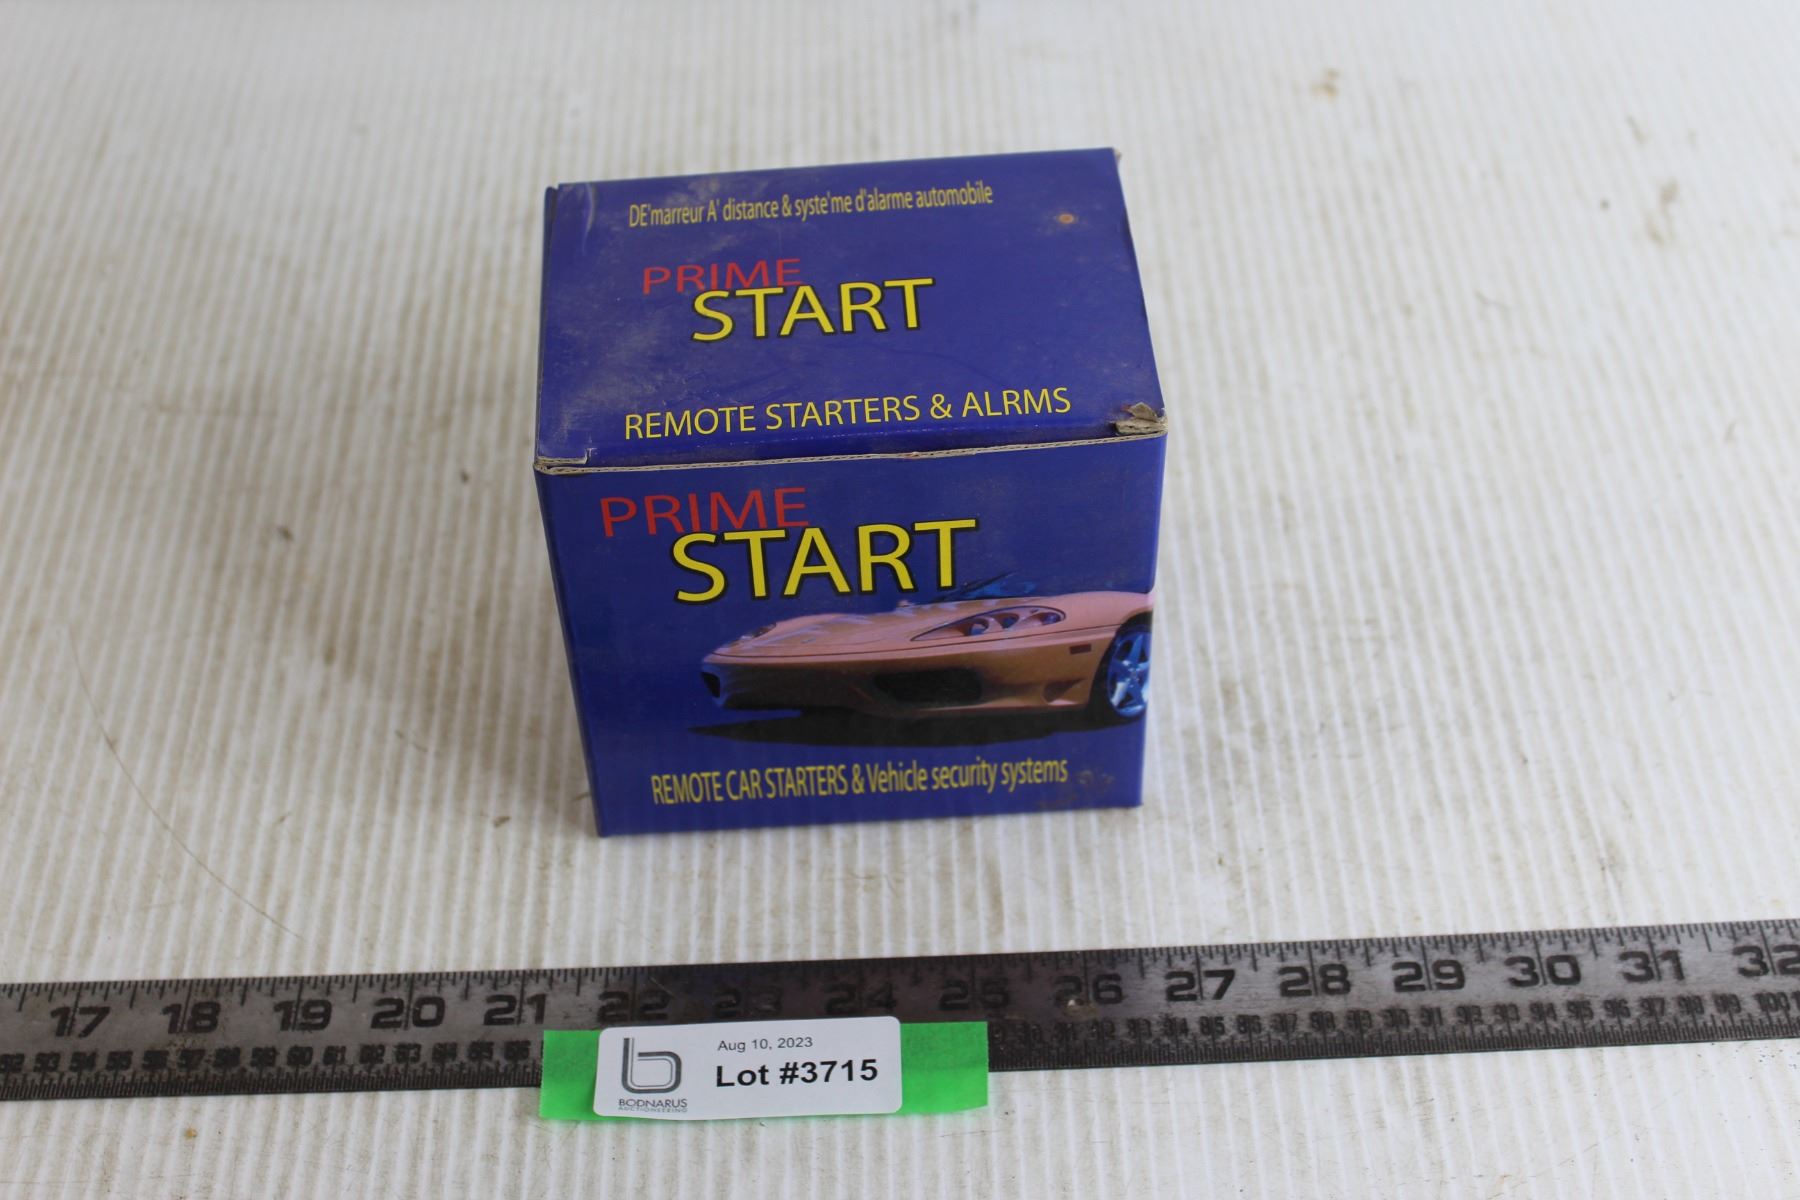 DE'marreur A' distance & syste'me d'alarme automobile
PRIME
START
REMOTE STARTERS & ALRMS
PRIME
START
REMOTE CAR STARTERS & Vehicle security systems
17 18 19 20 21 22 23 24 25 26 27 28 29 30 31 32
Aug 10, 2023
Lot #3715
BODNARUS
AUCTIONEERING